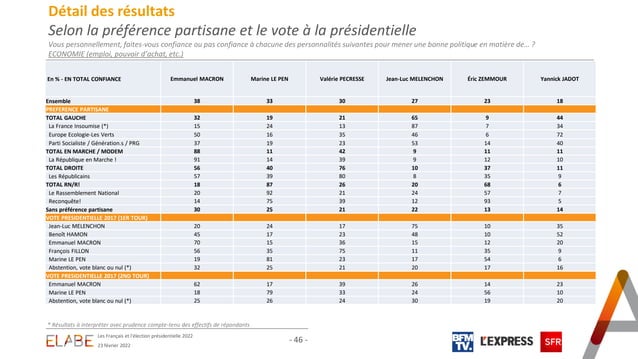 Détail des résultats
Selon la préférence partisane et le vote à la présidentielle
Vous personnellement, faites-vous confiance au pas confiance à chacune des personnalités suivantes pour mener une bonne politique en matière de... ?
ECONOMIE (emploi, pouvoir d'achat, etc.)
En % - EN TOTAL CONFIANCE Emmanuel MACRON Marine LE PEN Valérie PECRESSE Jean-Luc MELENCHON Éric ZEMMOUR Yannick JADOT
Ensemble 38 33 30 27 23 18
PREFERENCE PARTISANE
TOTAL GAUCHE 32 19 21 65 9 44
La France Insoumise (*) 15 24 13 87 7 34
Europe Ecologie-Les Verts 50 16 35 46 6 72
Parti Socialiste / Génération.s / PRG 37 19 23 53 14 40
TOTAL EN MARCHE / MODEM 88 11 42 9 11 11
La République en Marche ! 91 14 39 9 12 10
TOTAL DROITE 56 40 76 10 37 11
Les Républicains 57 39 80 8 35 9
TOTAL RN/R! 18 87 26 20 68 6
Le Rassemblement National 20 92 21 24 57 7
Reconquête! 14 75 39 12 93 5
Sans préférence partisane 30 25 21 22 13 14
VOTE PRESIDENTIELLE 2017 (1ER TOUR)
Jean-Luc MELENCHON 20 24 17 75 10 35
Benoît HAMON 45 17 23 48 10 52
Emmanuel MACRON 70 15 36 15 12 20
François FILLON 56 35 75 11 35 9
Marine LE PEN 19 81 23 17 54 6
Abstention, vote blanc ou nul (*) 32 25 21 20 17 16
VOTE PRESIDENTIELLE 2017 (2ND TOUR)
Emmanuel MACRON 62 17 39 26 14 23
Marine LE PEN 18 79 33 24 56 10
Abstention, vote blanc ou nul (*) 25 26 24 30 19 20
* Résultats à interpréter avec prudence compte-tenu des effectifs de répondants
ELABE Les Français et l'élection présidentielle 2022
23 février 2022
- 46 -
BFM TV. L'EXPRESS SFR